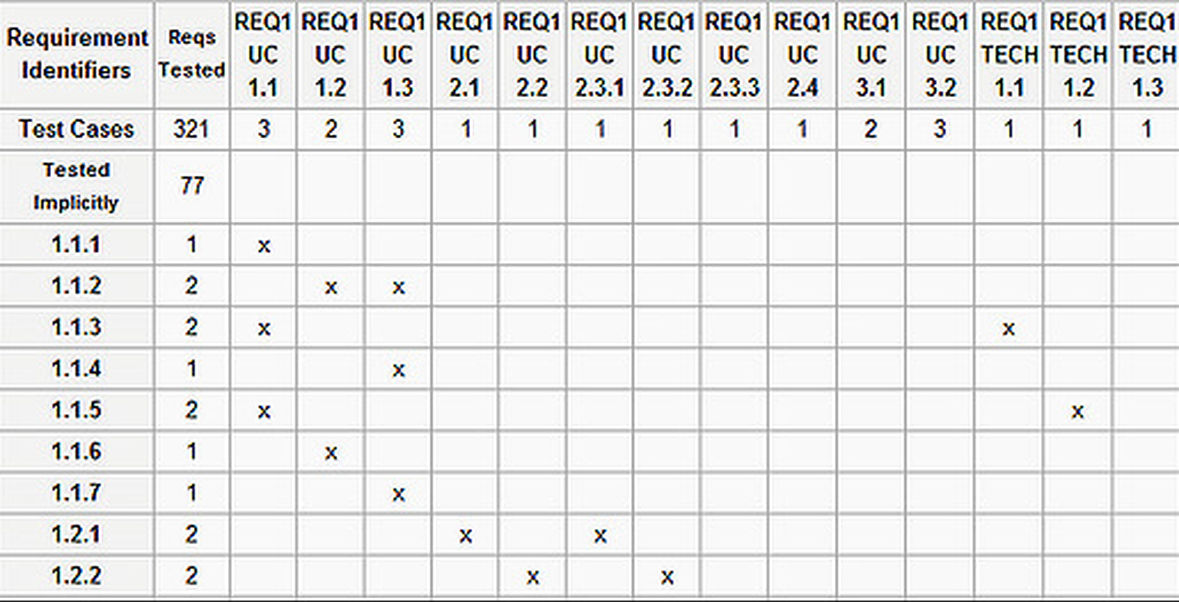 Requirement Identifiers Reqs Tested REQ1 UC 1.1 REQ1 UC 1.2 REQ1 UC 1.3 REQ1 UC 2.1 REQ1 UC 2.2 REQ1 UC 2.3.1 REQ1 UC 2.3.2 REQ1 UC 2.3.3 REQ1 UC 2.4 REQ1 UC 3.1 REQ1 UC 3.2 REQ1 TECH 1.1 REQ1 TECH 1.2 REQ1 TECH 1.3
Test Cases 321 3 2 3 1 1 1 1 1 1 2 3 1 1 1
Tested Implicitly 77
1.1.1 1 x
1.1.2 2 x x
1.1.3 2 x x
1.1.4 1 x
1.1.5 2 x x
1.1.6 1 x
1.1.7 1 x
1.2.1 2 x x
1.2.2 2 x x